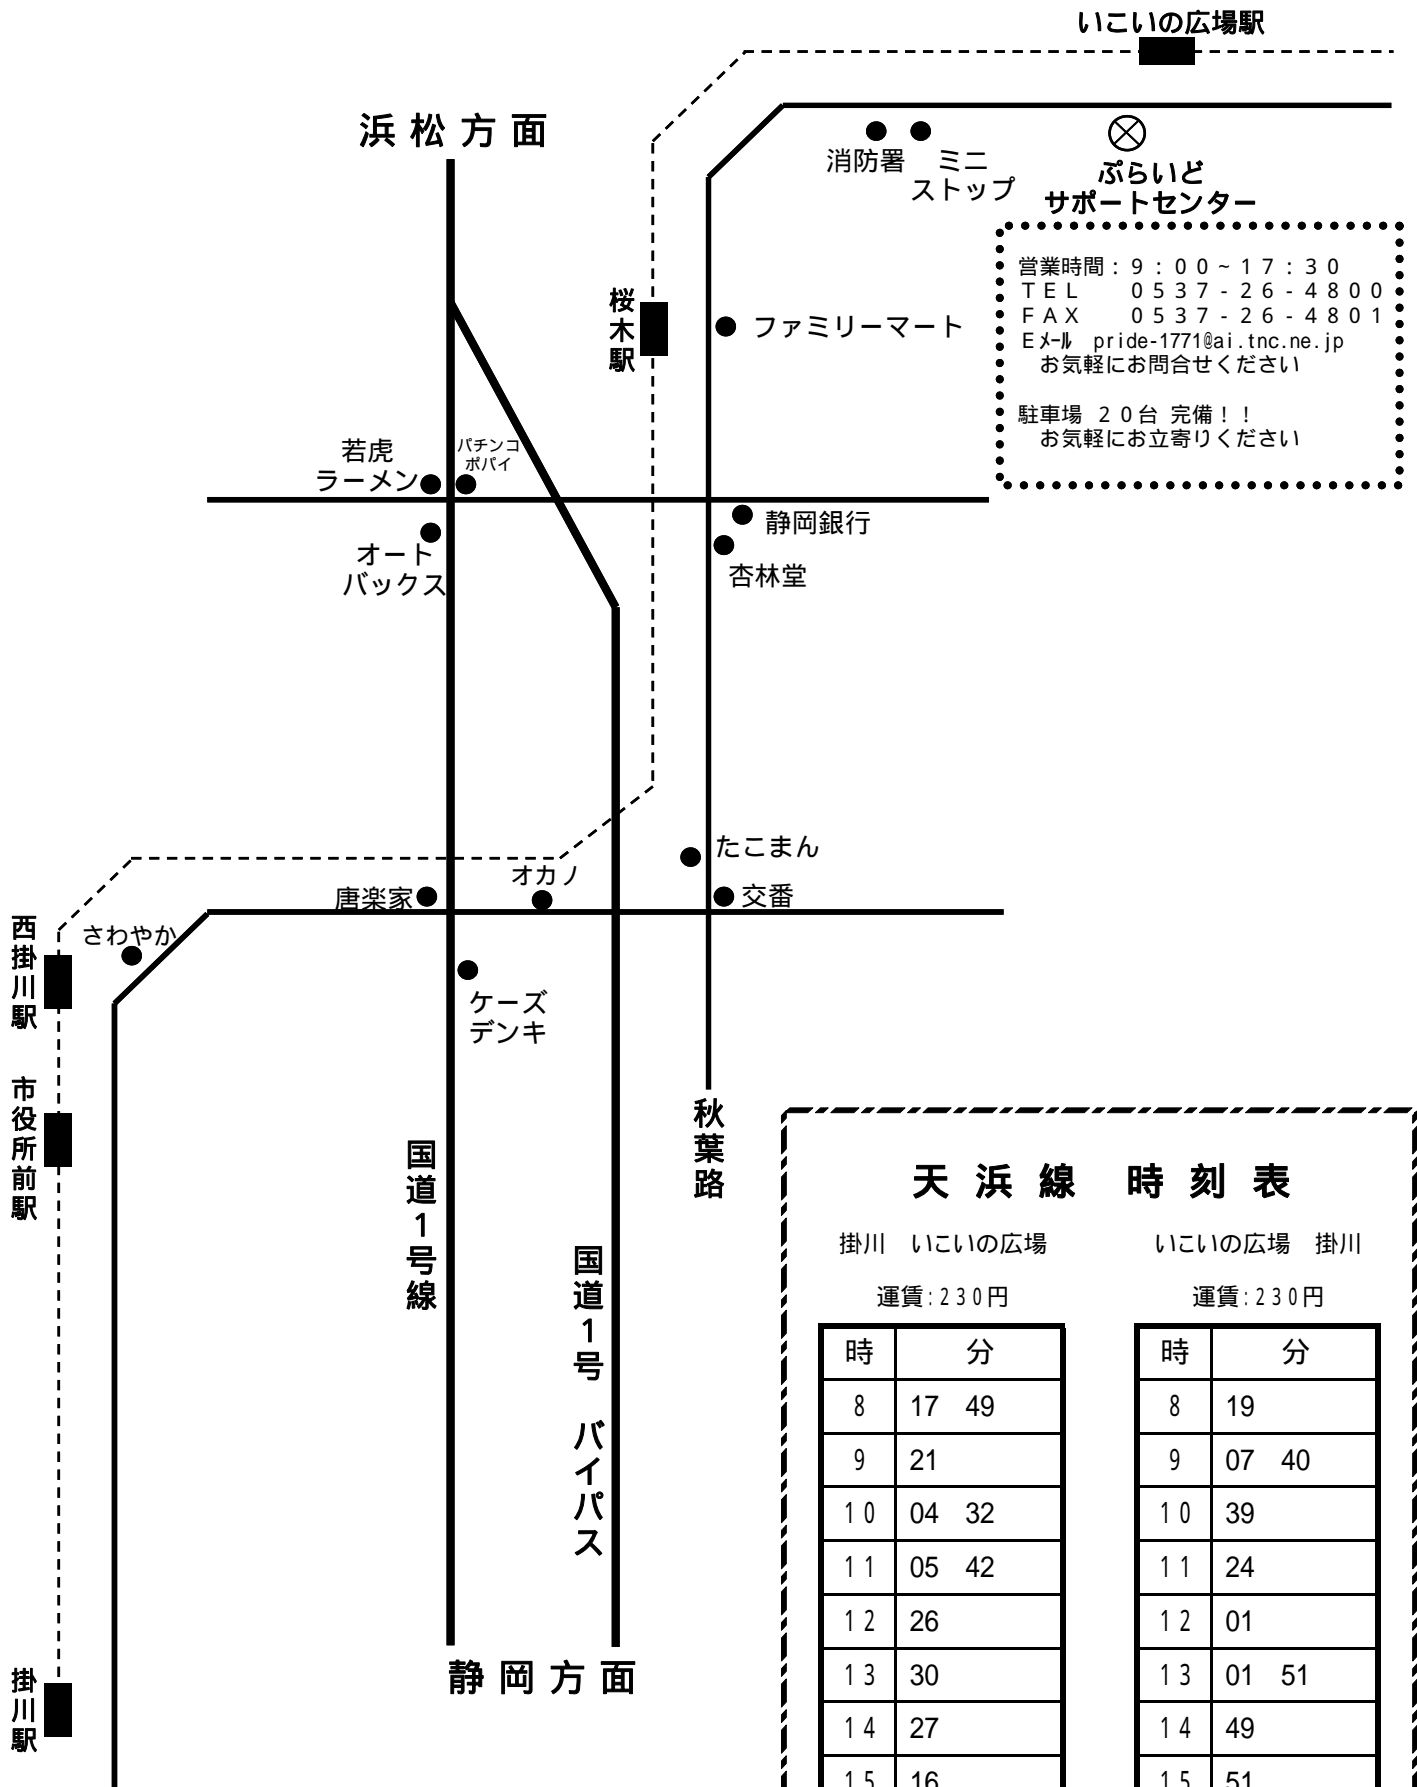 いこいの広場駅
浜松方面
消防署
ミニ
ストップ
ぷらいど
サポートセンター
営業時間：９：００~１７：３０
ＴＥＬ　０５３７-２６-４８００
ＦＡＸ　０５３７-２６-４８０１
Ｅﾒｰﾙ　pride-1771@ai.tnc.ne.jp
お気軽にお問合せください
駐車場 ２０台 完備！！
お気軽にお立寄りください
桜木駅
ファミリーマート
若虎
ラーメン
パチンコ
ポパイ
オート
バックス
静岡銀行
杏林堂
たこまん
交番
オカノ
唐楽家
さわやか
西掛川駅
ケーズ
デンキ
市役所前駅
秋葉路
国道１号線
国道１号　バイパス
静岡方面
掛川駅
天浜線　時刻表
掛川　いこいの広場
運賃：２３０円
時　分
８　17　49
９　21
１０　04　32
１１　05　42
１２　26
１３　30
１４　27
１５　16
いこいの広場　掛川
運賃：２３０円
時　分
８　19
９　07　40
１０　39
１１　24
１２　01
１３　01　51
１４　49
１５　51